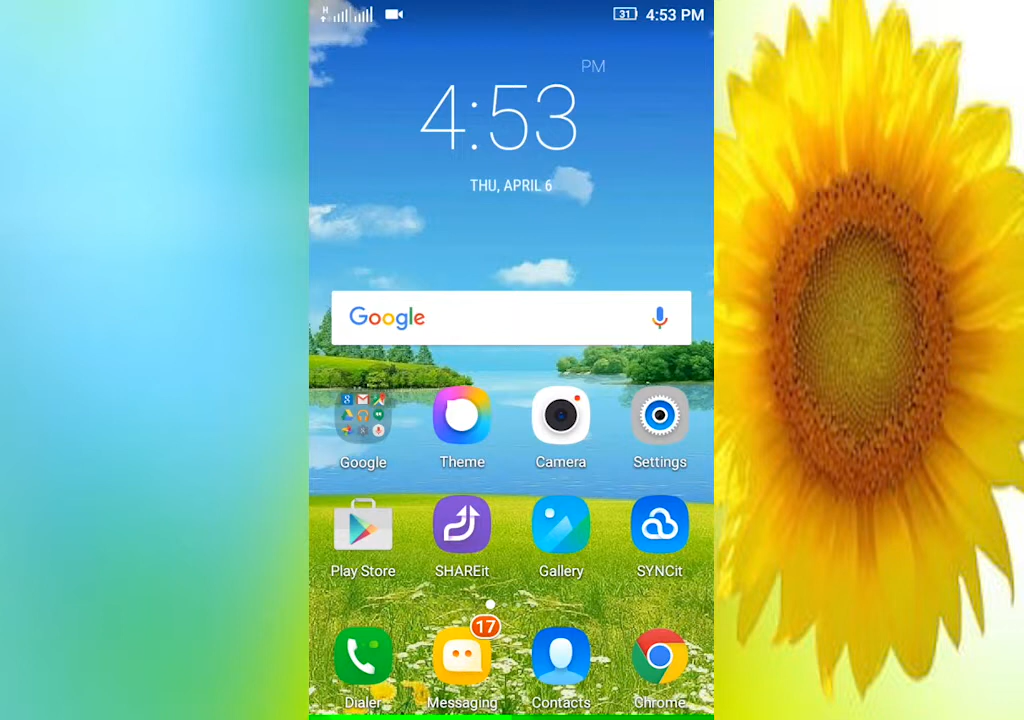 H 31 4:53 PM
PM
4:53
THU, APRIL 6
Google
Google Theme Camera Settings
Play Store SHAREit Gallery SYNCit
17
Dialer Messaging Contacts Chrome